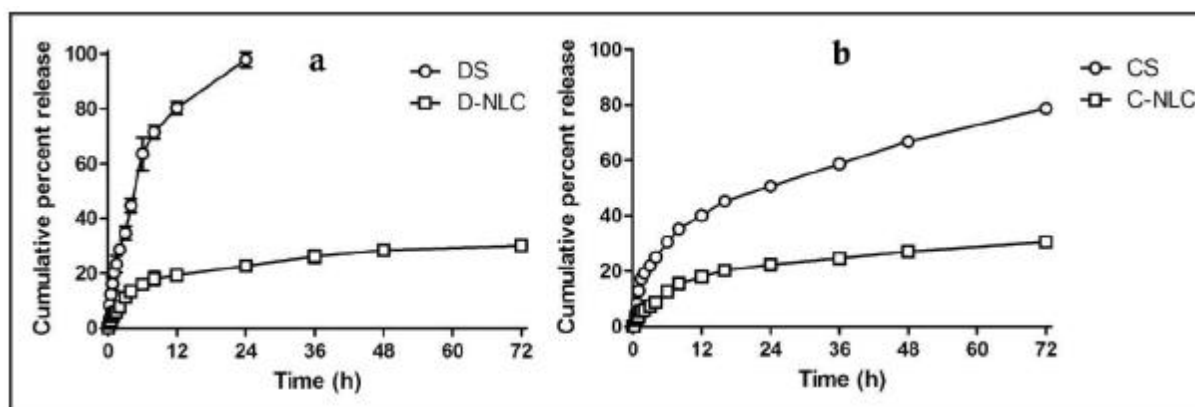 a
DS
D-NLC
Cumulative percent release
100
80
60
40
20
0
0 12 24 36 48 60 72
Time (h)
b
CS
C-NLC
Cumulative percent release
100
80
60
40
20
0
0 12 24 36 48 60 72
Time (h)